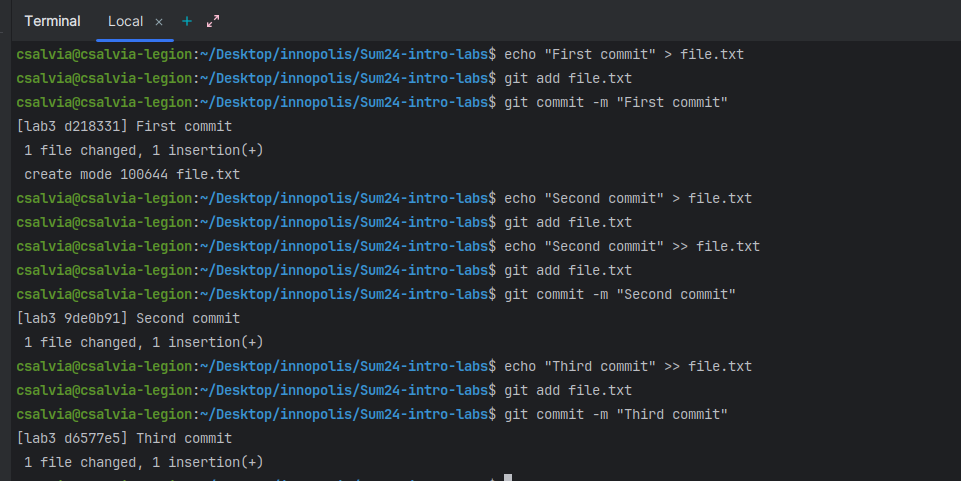 Terminal Local × +
csalvia@csalvia-legion:~/Desktop/innopolis/Sum24-intro-labs$ echo "First commit" > file.txt
csalvia@csalvia-legion:~/Desktop/innopolis/Sum24-intro-labs$ git add file.txt
csalvia@csalvia-legion:~/Desktop/innopolis/Sum24-intro-labs$ git commit -m "First commit"
[lab3 d218331] First commit
 1 file changed, 1 insertion(+)
 create mode 100644 file.txt
csalvia@csalvia-legion:~/Desktop/innopolis/Sum24-intro-labs$ echo "Second commit" > file.txt
csalvia@csalvia-legion:~/Desktop/innopolis/Sum24-intro-labs$ git add file.txt
csalvia@csalvia-legion:~/Desktop/innopolis/Sum24-intro-labs$ echo "Second commit" >> file.txt
csalvia@csalvia-legion:~/Desktop/innopolis/Sum24-intro-labs$ git add file.txt
csalvia@csalvia-legion:~/Desktop/innopolis/Sum24-intro-labs$ git commit -m "Second commit"
[lab3 9de0b91] Second commit
 1 file changed, 1 insertion(+)
csalvia@csalvia-legion:~/Desktop/innopolis/Sum24-intro-labs$ echo "Third commit" >> file.txt
csalvia@csalvia-legion:~/Desktop/innopolis/Sum24-intro-labs$ git add file.txt
csalvia@csalvia-legion:~/Desktop/innopolis/Sum24-intro-labs$ git commit -m "Third commit"
[lab3 d6577e5] Third commit
 1 file changed, 1 insertion(+)